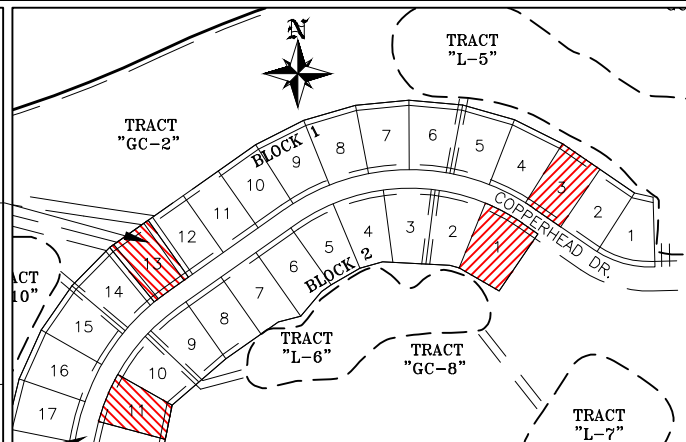 N
TRACT
"L-5"
TRACT
"GC-2"
BLOCK 1
1
2
3
4
5
6
7
8
9
10
11
12
13
14
15
16
17
COPPERHEAD DR.
BLOCK 2
1
2
3
4
5
6
7
8
9
10
11
ACT
10"
TRACT
"L-6"
TRACT
"GC-8"
TRACT
"L-7"